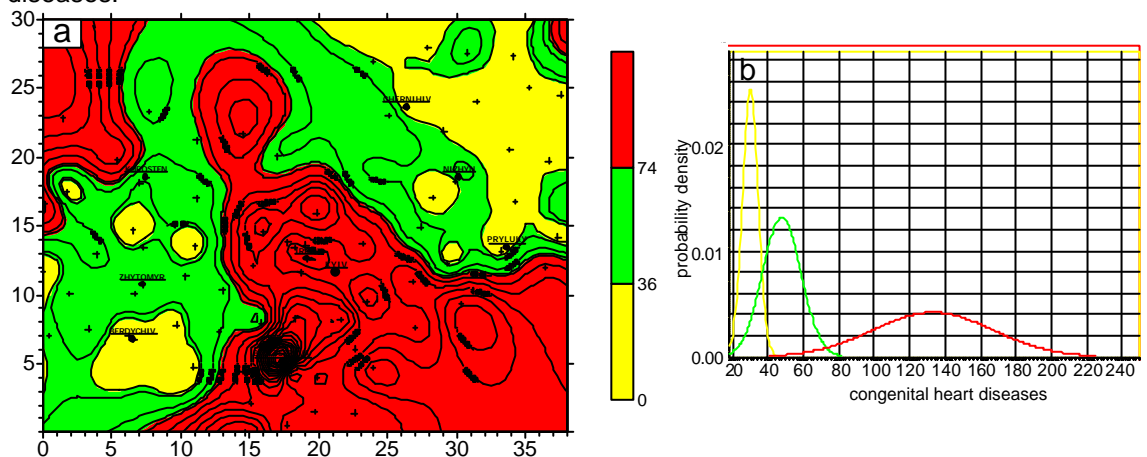 diseases.
30
a
25
20
15
10
5
0
0 5 10 15 20 25 30 35
NIZHYN
PRYLUKY
ZHYTOMYR
BERDYCHIV
74
36
0
b
probability density
0.02
0.01
0.00
20 40 60 80 100 120 140 160 180 200 220 240
congenital heart diseases